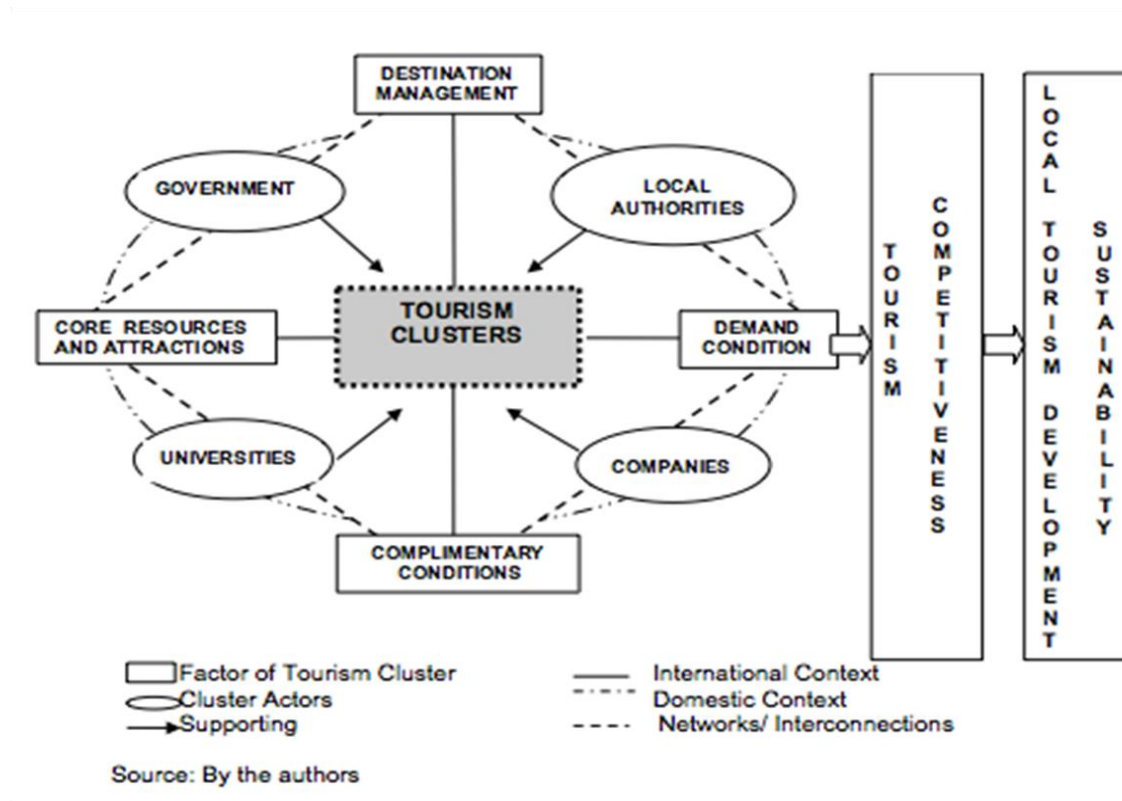 DESTINATION
MANAGEMENT
GOVERNMENT
LOCAL
AUTHORITIES
TOURISM
CLUSTERS
CORE RESOURCES
AND ATTRACTIONS
DEMAND
CONDITION
UNIVERSITIES
COMPANIES
COMPLIMENTARY
CONDITIONS
TOURISM
COMPETITIVENESS
LOCAL TOURISM DEVELOPMENT
SUSTAINABILITY
Factor of Tourism Cluster
Cluster Actors
Supporting
International Context
Domestic Context
Networks/ Interconnections
Source: By the authors